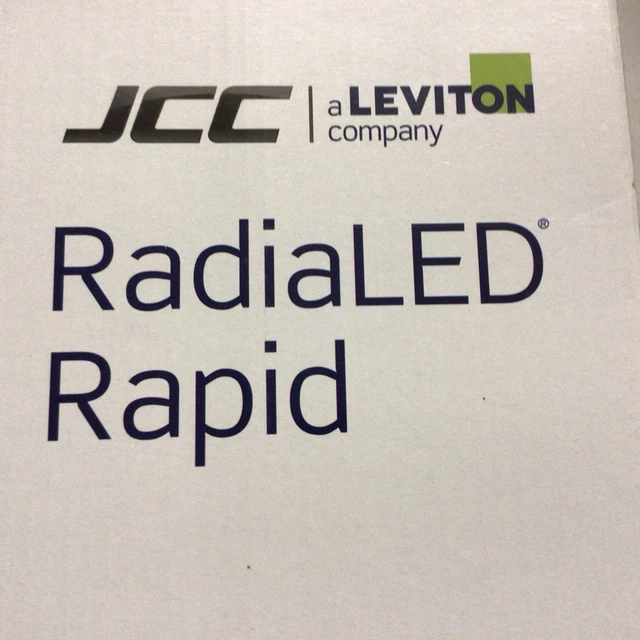 JCC | a LEVITON
company
RadiaLED®
Rapid